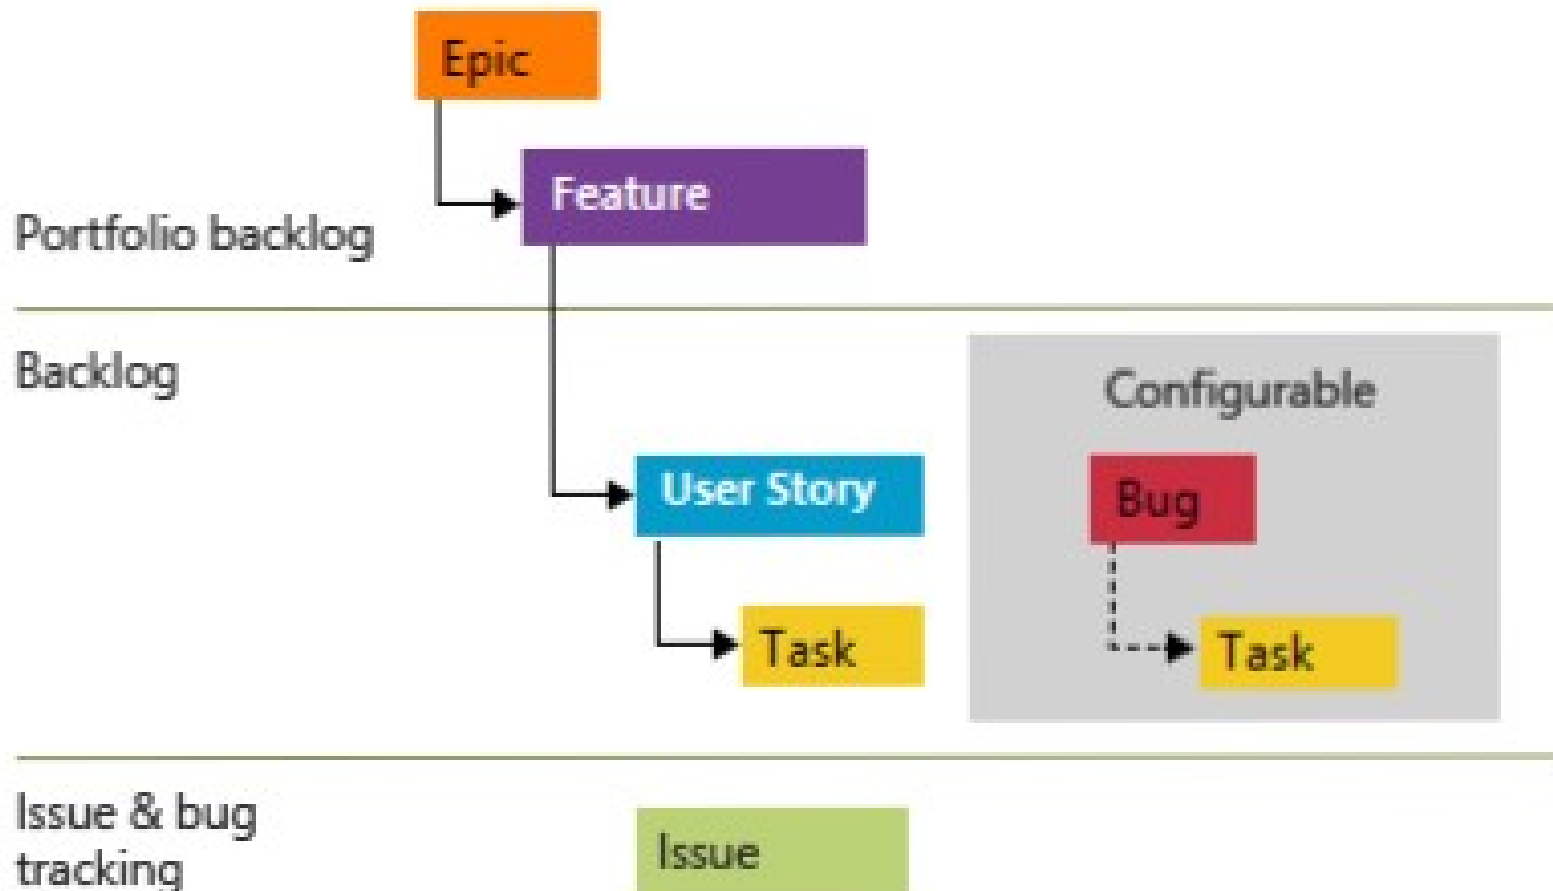 Epic
Feature
Portfolio backlog
Backlog
Configurable
User Story
Bug
Task
Task
Issue & bug
tracking
Issue